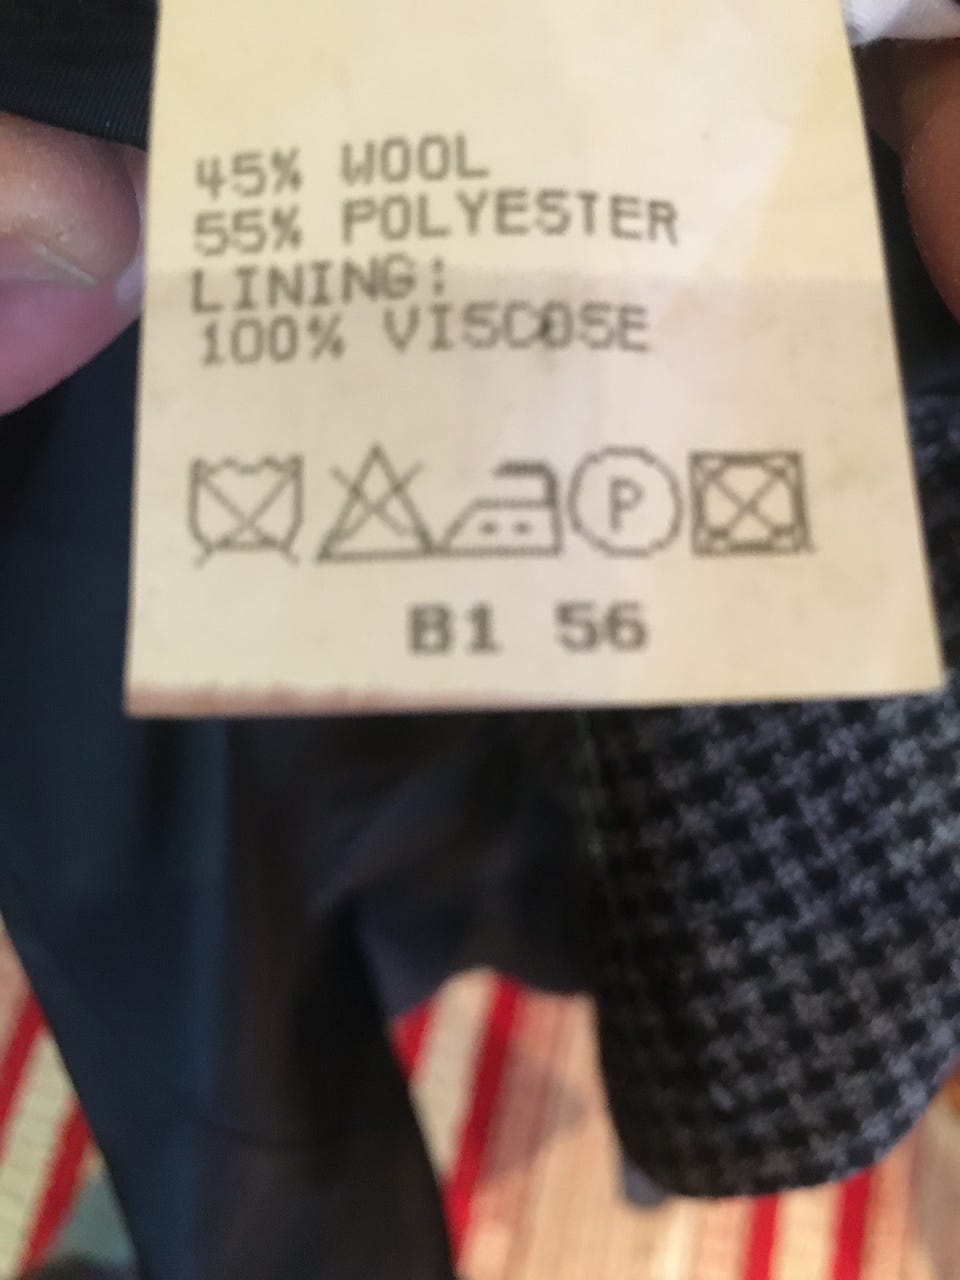 45% WOOL
55% POLYESTER
LINING:
100% VISCOSE
P
B1 56